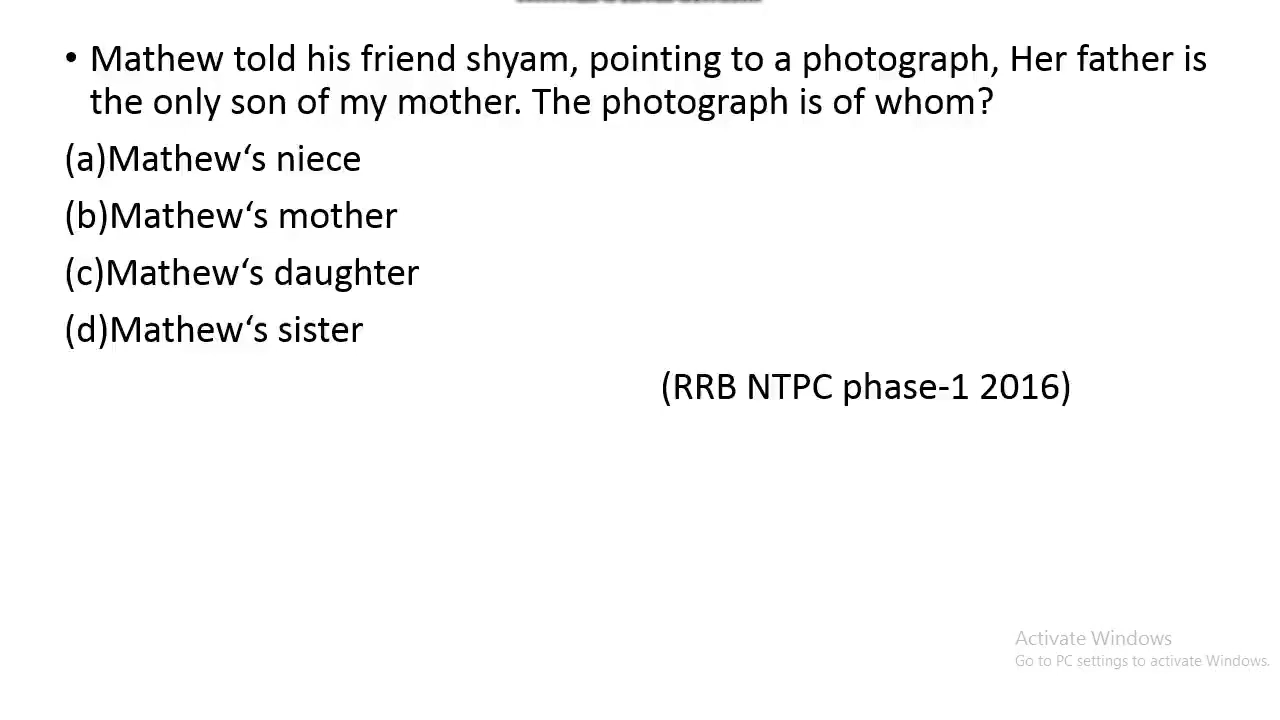 • Mathew told his friend shyam, pointing to a photograph, Her father is
the only son of my mother. The photograph is of whom?
(a)Mathew‘s niece
(b)Mathew‘s mother
(c)Mathew‘s daughter
(d)Mathew‘s sister
(RRB NTPC phase-1 2016)
Activate Windows
Go to PC settings to activate Windows.